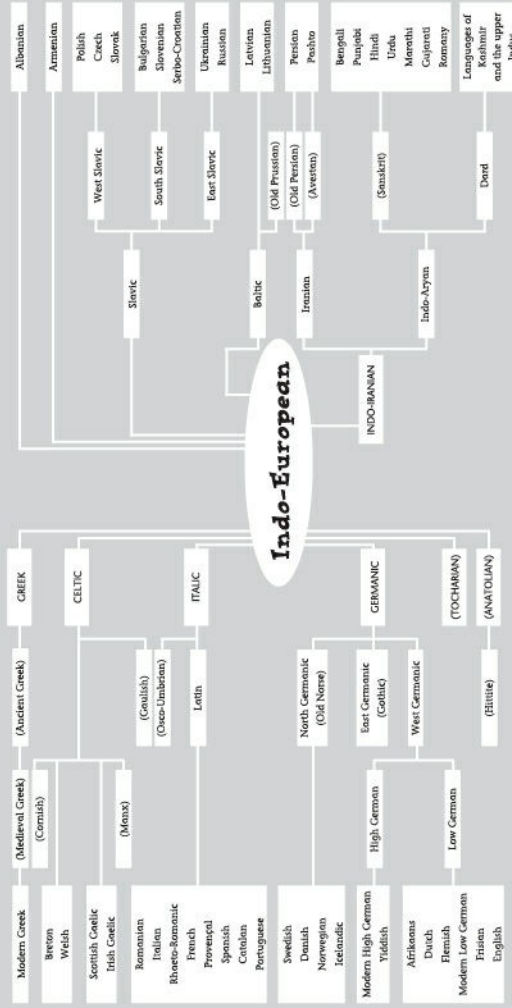 Albanian
Armenian
Polish
Czech
Slovak
Bulgarian
Slovenian
Serbo-Croatian
Ukrainian
Russian
Latvian
Lithuanian
Persian
Pashto
Bengali
Punjabi
Hindi
Urdu
Marathi
Gujarati
Romany
Languages of
Kashmir
and the upper
West Slavic
South Slavic
East Slavic
(Old Prussian)
(Old Persian)
(Avestan)
(Sanskrit)
Dard
Slavic
Baltic
Iranian
Indo-Aryan
INDO-IRANIAN
Indo-European
GREEK
CELTIC
ITALIC
GERMANIC
(TOCHARIAN)
(ANATOLIAN)
(Ancient Greek)
(Gaulish)
(Osco-Umbrian)
Latin
North Germanic
(Old Norse)
East Germanic
(Gothic)
West Germanic
(Hittite)
(Medieval Greek)
(Cornish)
(Manx)
High German
Low German
Modern Greek
Breton
Welsh
Scottish Gaelic
Irish Gaelic
Romanian
Italian
Rhaeto-Romanic
French
Provençal
Spanish
Catalan
Portuguese
Swedish
Danish
Norwegian
Icelandic
Modern High German
Yiddish
Afrikaans
Dutch
Flemish
Modern Low German
Frisian
English